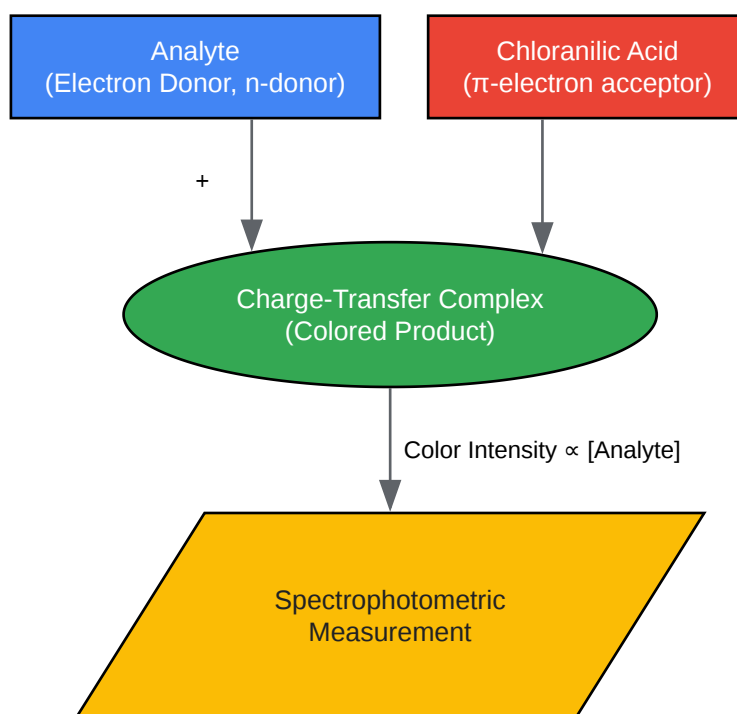 Analyte
(Electron Donor, n-donor)
Chloranilic Acid
(π-electron acceptor)
+
Charge-Transfer Complex
(Colored Product)
Color Intensity ∝ [Analyte]
Spectrophotometric
Measurement